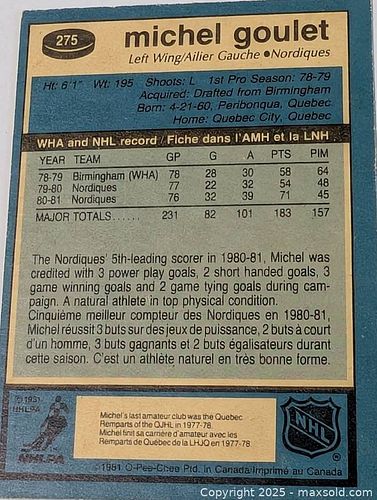 275
michel goulet
Left Wing/Ailier Gauche ●Nordiques
Ht: 6'1" Wt: 195 Shoots: L 1st Pro Season: 78-79
Acquired: Drafted from Birmingham
Born: 4-21-60, Peribonqua, Quebec
Home: Quebec City, Quebec
WHA and NHL record / Fiche dans l'AMH et la LNH
YEAR TEAM GP G A PTS PIM
78-79 Birmingham (WHA) 78 28 30 58 64
79-80 Nordiques 77 22 32 54 48
80-81 Nordiques 76 32 39 71 45
MAJOR TOTALS...... 231 82 101 183 157
The Nordiques' 5th-leading scorer in 1980-81, Michel was
credited with 3 power play goals, 2 short handed goals, 3
game winning goals and 2 game tying goals during cam-
paign. A natural athlete in top physical condition.
Cinquième meilleur compteur des Nordiques en 1980-81,
Michel réussit 3 buts sur des jeux de puissance, 2 buts à court
d'un homme, 3 buts gagnants et 2 buts égalisateurs durant
cette saison. C'est un athlète naturel en très bonne forme.
© 1981
NHLPA
NHLPA
Michel's last amateur club was the Quebec
Remparts of the QJHL in 1977-78.
Michel finit sa carrière d'amateur avec les
Remparts de Québec de la LHJQ en 1977-78.
NHL
1981 O-Pee-Chee Ptd. in Canada/Imprimé au Canada
Copyright 2025 - maxsold.com